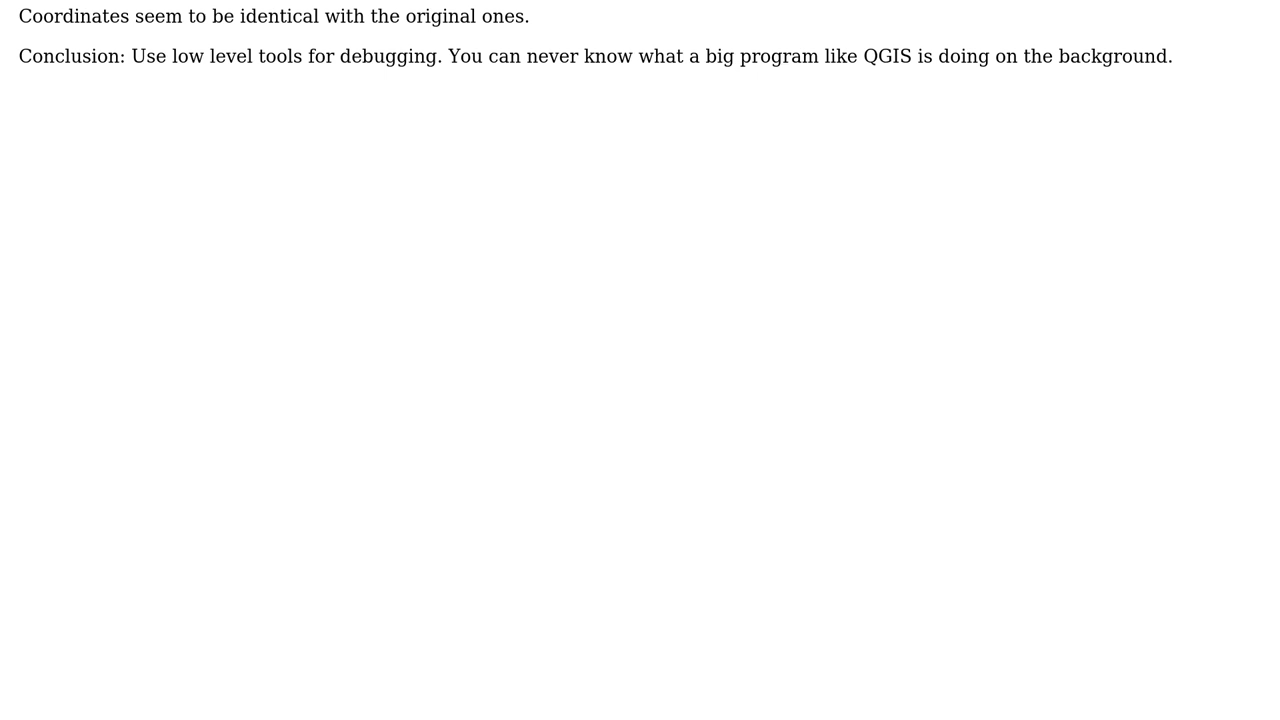 Coordinates seem to be identical with the original ones.
Conclusion: Use low level tools for debugging. You can never know what a big program like QGIS is doing on the background.